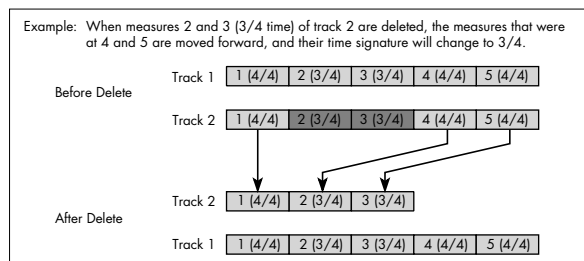 Example: When measures 2 and 3 (3/4 time) of track 2 are deleted, the measures that were
at 4 and 5 are moved forward, and their time signature will change to 3/4.
Track 1 1 (4/4) 2 (3/4) 3 (3/4) 4 (4/4) 5 (4/4)
Before Delete
Track 2 1 (4/4) 2 (3/4) 3 (3/4) 4 (4/4) 5 (4/4)
Track 2 1 (4/4) 2 (3/4) 3 (3/4)
After Delete
Track 1 1 (4/4) 2 (3/4) 3 (3/4) 4 (4/4) 5 (4/4)